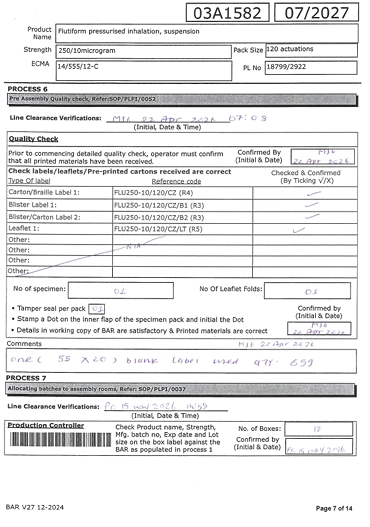 03A1582 07/2027
Product Name Flutiform pressurised inhalation, suspension
Strength 250/10microgram Pack Size 120 actuations
ECMA 14/555/12-C PL No 18799/2922
PROCESS 6
Pre Assembly Quality check, Refer:SOP/PLPI/0052
Line Clearance Verifications: MJb 22 Apr 2026 07:03
(Initial, Date & Time)
Quality Check
Prior to commencing detailed quality check, operator must confirm that all printed materials have been received.
Confirmed by (Initial & Date) MJb 22 Apr 2026
Check labels/leaflets/Pre-printed cartons received are correct
Type Of label Reference code
Checked & Confirmed (By Ticking √/X)
Carton/Braille Label 1: FLU250-10/120/CZ (R4) ✓
Blister Label 1: FLU250-10/120/CZ/B1 (R3) ✓
Blister/Carton Label 2: FLU250-10/120/CZ/B2 (R3) ✓
Leaflet 1: FLU250-10/120/CZ/LT (R5) ✓
Other: N/A
Other:
Other:
Other:
No of specimen: 01 No Of Leaflet Folds: 01
• Tamper seal per pack 01
• Stamp a Dot on the inner flap of the specimen pack and initial the Dot
• Details in working copy of BAR are satisfactory & Printed materials are correct
Confirmed by (Initial & Date) MJb 22 Apr 2026
Comments MJb 22 Apr 2026
one ( 55 x 20 ) blank label used qty - 659
PROCESS 7
Allocating batches to assembly rooms, Refer: SOP/PLPI/0037
Line Clearance Verifications: 15 May 2026
(Initial, Date & Time)
Production Controller
Check Product name, Strength, Mfg. batch no, Exp date and Lot size on the box label against the BAR as populated in process 1
No. of Boxes: 12
Confirmed by (Initial & Date) 15 May 2026
BAR V27 12-2024 Page 7 of 14